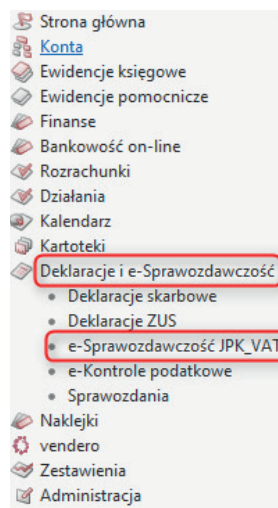 Strona główna
Konta
Ewidencje księgowe
Ewidencje pomocnicze
Finanse
Bankowość on-line
Rozrachunki
Działania
Kalendarz
Kartoteki
Deklaracje i e-Sprawozdawczość
Deklaracje skarbowe
Deklaracje ZUS
e-Sprawozdawczość JPK_VAT
e-Kontrole podatkowe
Sprawozdania
Naklejki
vendero
Zestawienia
Administracja